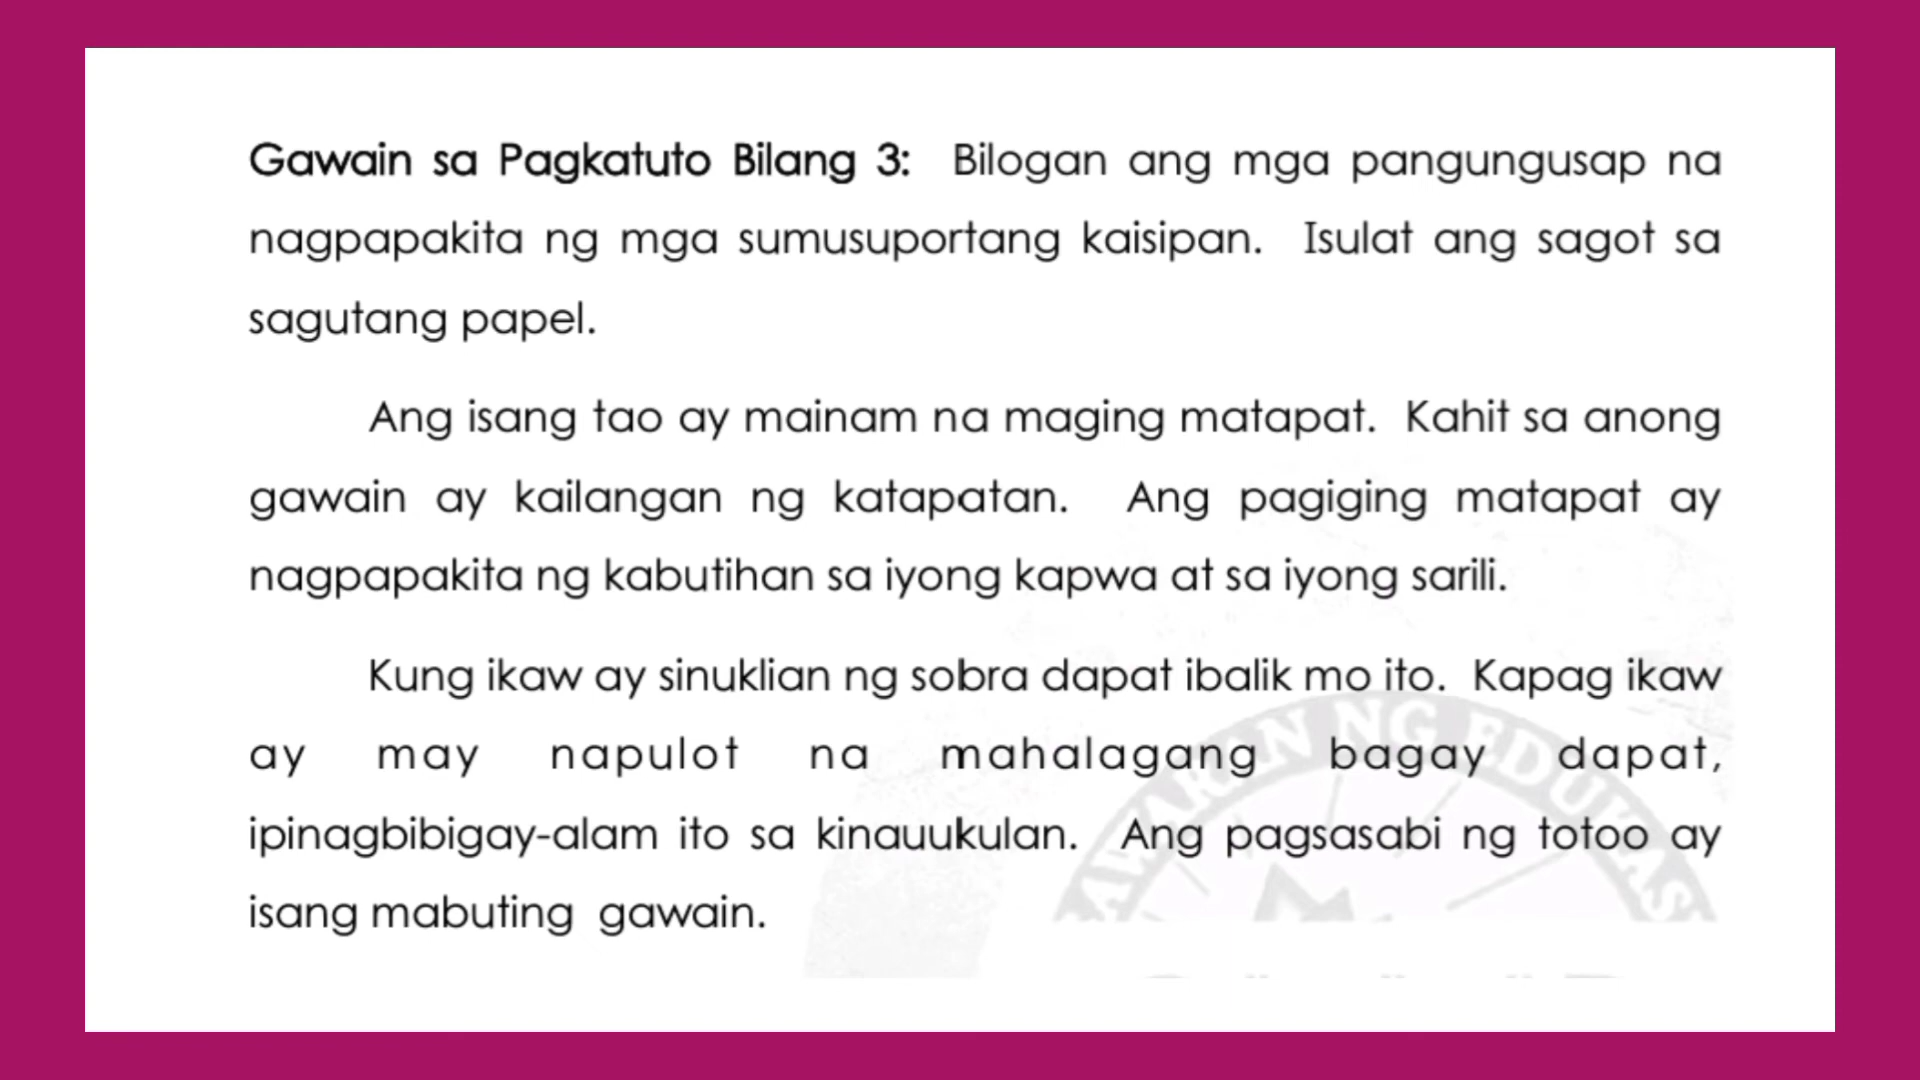 Gawain sa Pagkatuto Bilang 3: Bilogan ang mga pangungusap na
nagpapakita ng mga sumusuportang kaisipan. Isulat ang sagot sa
sagutang papel.
Ang isang tao ay mainam na maging matapat. Kahit sa anong
gawain ay kailangan ng katapatan. Ang pagiging matapat ay
nagpapakita ng kabutihan sa iyong kapwa at sa iyong sarili.
Kung ikaw ay sinuklian ng sobra dapat ibalik mo ito. Kapag ikaw
ay may napulot na mahalagang bagay dapat,
ipinagbibigay-alam ito sa kinauukulan. Ang pagsasabi ng totoo ay
isang mabuting gawain.